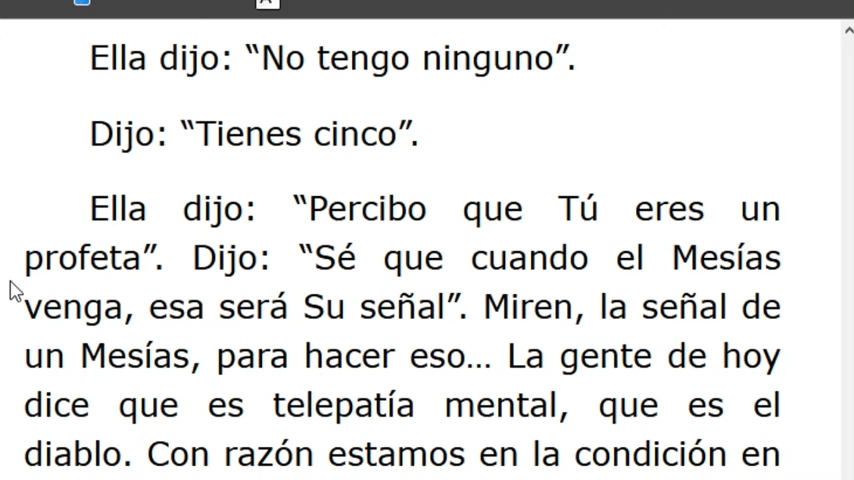 Ella dijo: “No tengo ninguno”.
Dijo: “Tienes cinco”.
Ella dijo: “Percibo que Tú eres un
profeta”. Dijo: “Sé que cuando el Mesías
venga, esa será Su señal”. Miren, la señal de
un Mesías, para hacer eso… La gente de hoy
dice que es telepatía mental, que es el
diablo. Con razón estamos en la condición en